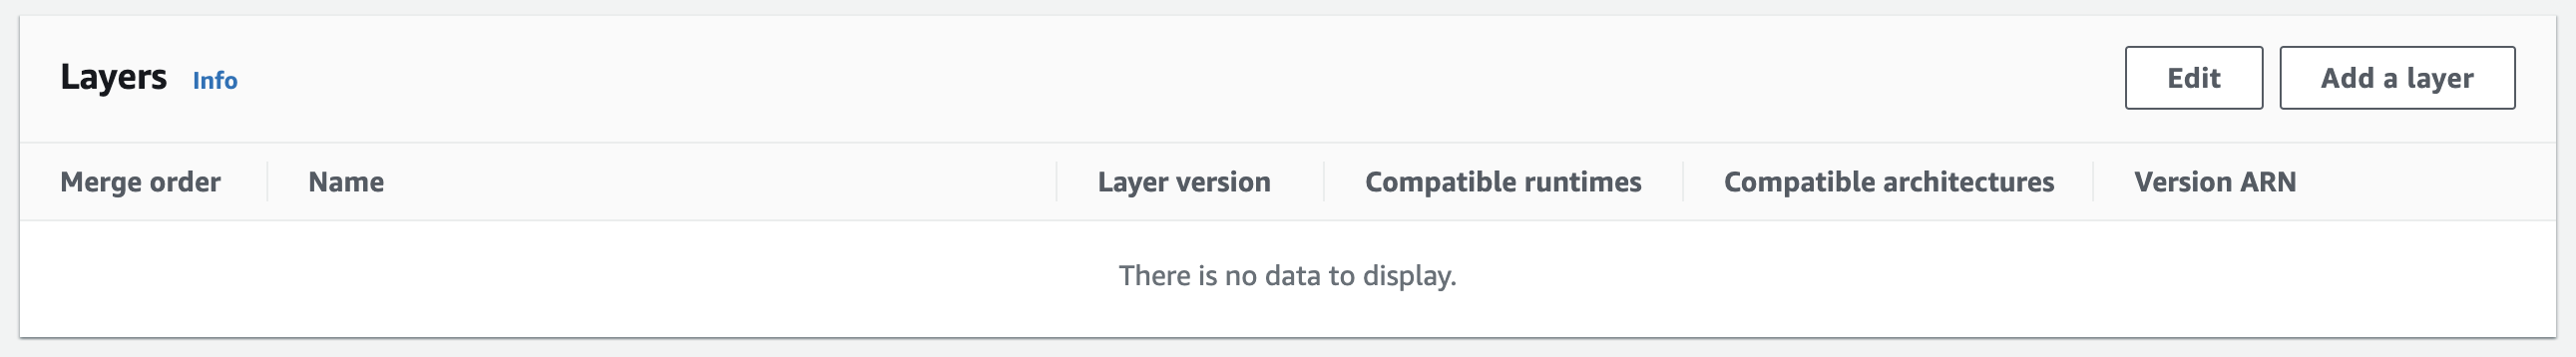 Layers Info Edit Add a layer
Merge order Name Layer version Compatible runtimes Compatible architectures Version ARN
There is no data to display.